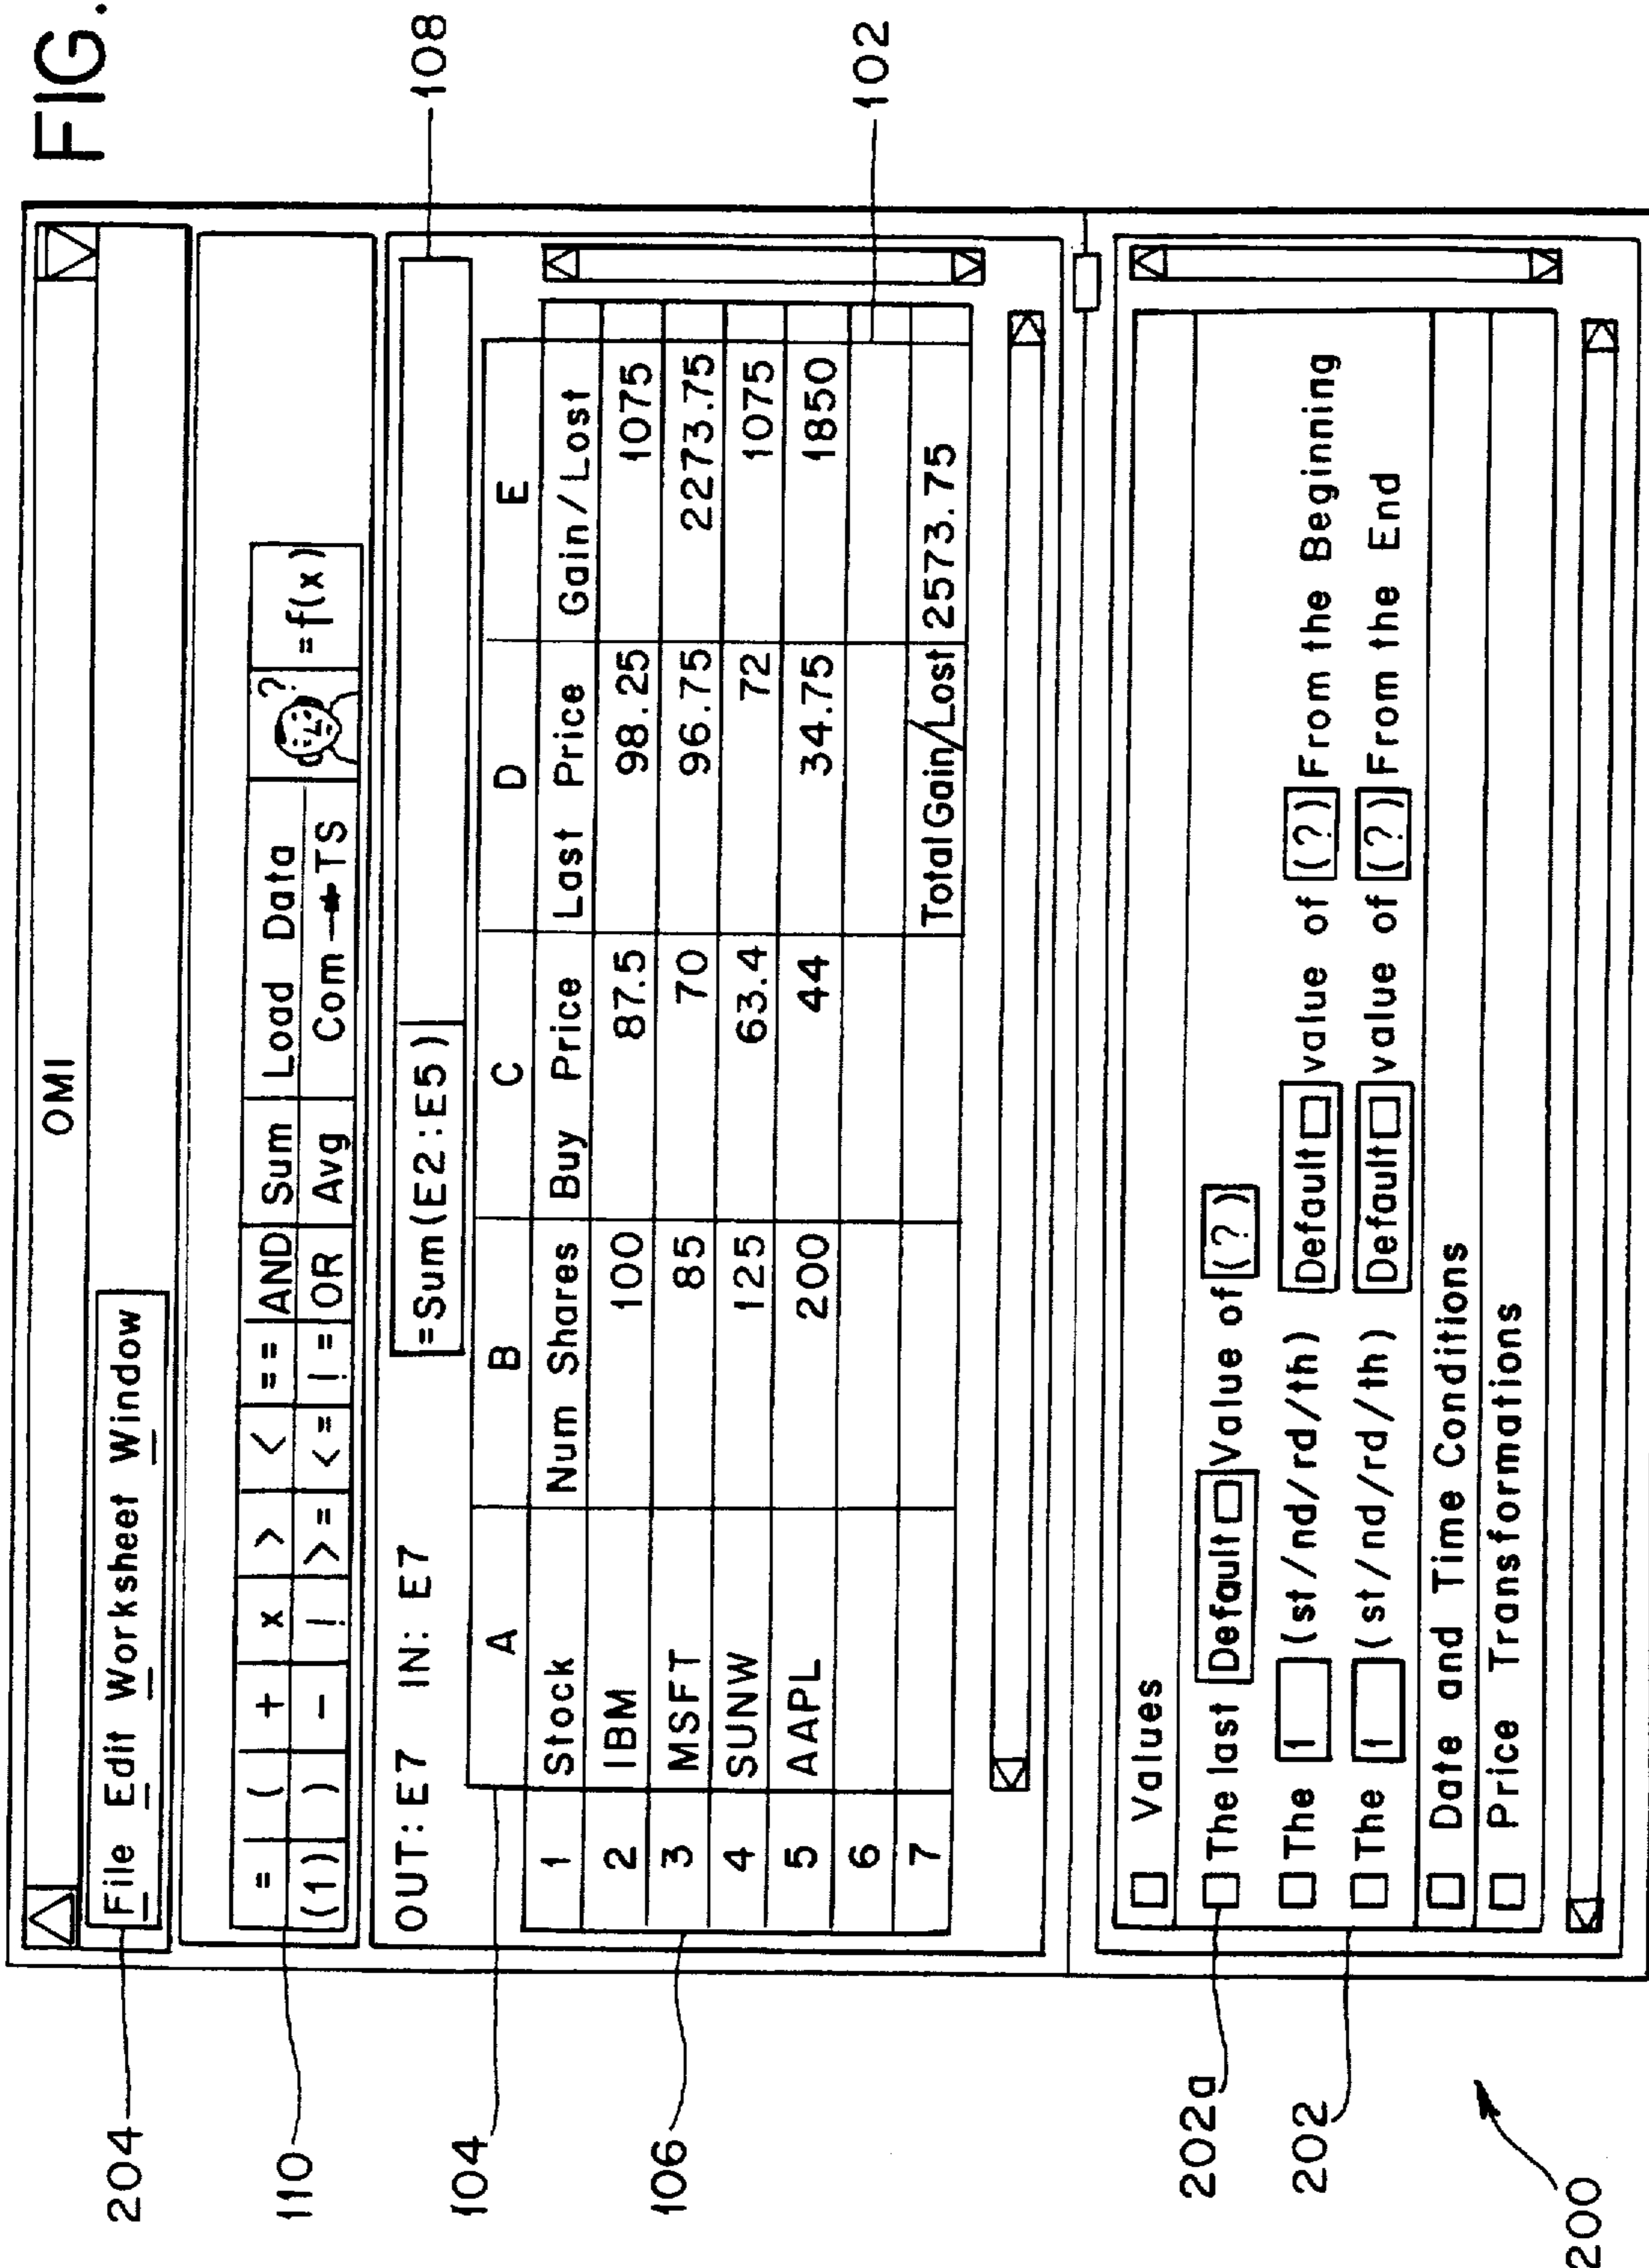 FIG.
OMI
File Edit Worksheet Window
= ( + x > < == AND Sum Load Data ? =f(x)
(1) ) - | >= <= |= OR Avg Com→TS
OUT: E7 IN: E7 =Sum(E2:E5)
A B C D E
1 Stock Num Shares Buy Price Last Price Gain/Lost
2 IBM 100 87.5 98.25 1075
3 MSFT 85 70 96.75 2273.75
4 SUNW 125 63.4 72 1075
5 AAPL 200 44 34.75 1850
6
7 Total Gain/Lost 2573.75
Values
The last Default Value of (?)
The 1 (st/nd/rd/th) Default value of (?) From the Beginning
The 1 (st/nd/rd/th) Default value of (?) From the End
Date and Time Conditions
Price Transformations
204
110
104
106
202a
202
200
108
102